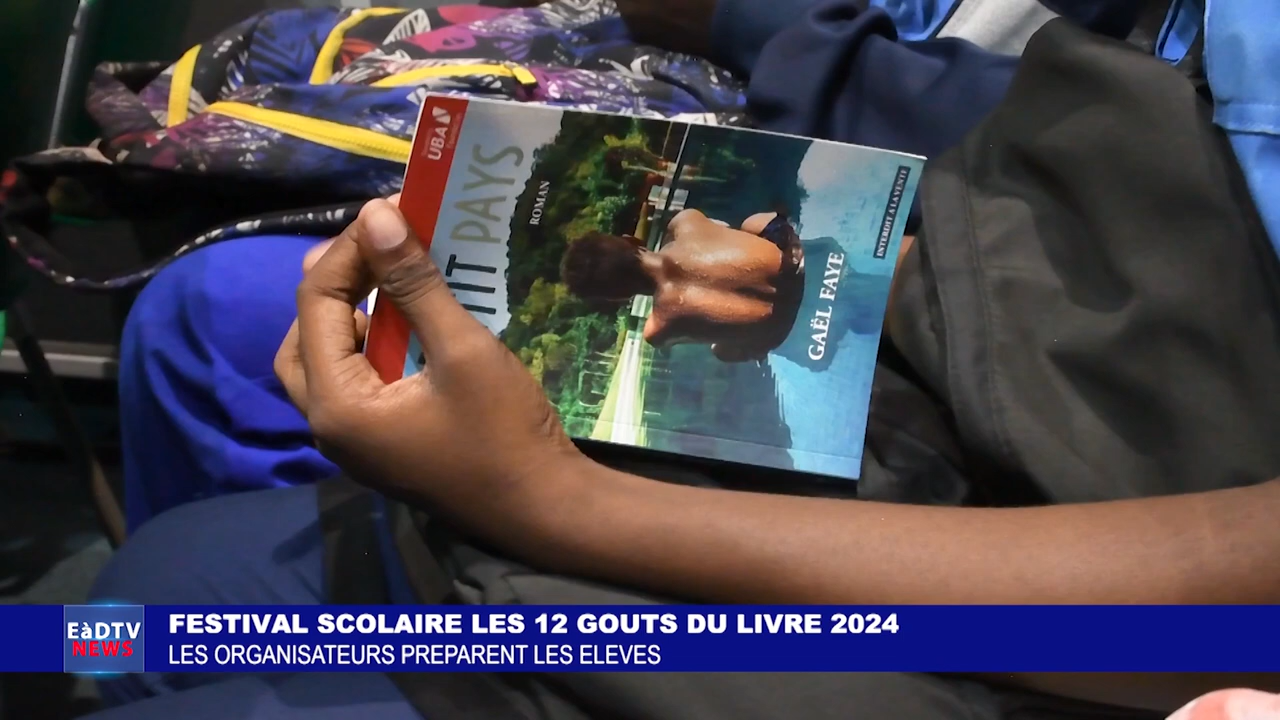 UBA
TIT PAYS
ROMAN
GAËL FAYE
INTERDIT A LA VENTE
EàDTV
NEWS
FESTIVAL SCOLAIRE LES 12 GOUTS DU LIVRE 2024
LES ORGANISATEURS PREPARENT LES ELEVES